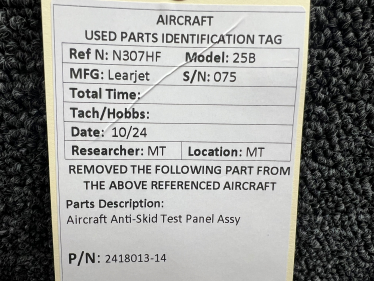 AIRCRAFT
USED PARTS IDENTIFICATION TAG
Ref N: N307HF Model: 25B
MFG: Learjet S/N: 075
Total Time:
Tach/Hobbs:
Date: 10/24
Researcher: MT Location: MT
REMOVED THE FOLLOWING PART FROM
THE ABOVE REFERENCED AIRCRAFT
Parts Description:
Aircraft Anti-Skid Test Panel Assy
P/N: 2418013-14